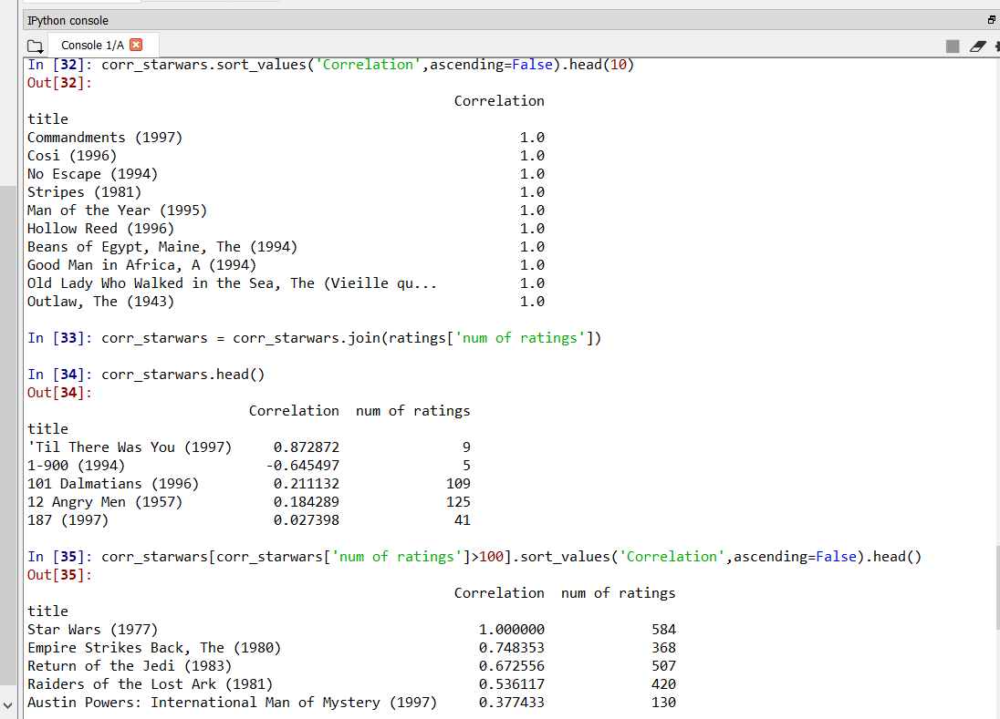 IPython console
Console 1/A
In [32]: corr_starwars.sort_values('Correlation',ascending=False).head(10)
Out[32]:
Correlation
title
Commandments (1997) 1.0
Cosi (1996) 1.0
No Escape (1994) 1.0
Stripes (1981) 1.0
Man of the Year (1995) 1.0
Hollow Reed (1996) 1.0
Beans of Egypt, Maine, The (1994) 1.0
Good Man in Africa, A (1994) 1.0
Old Lady Who Walked in the Sea, The (Vieille qu... 1.0
Outlaw, The (1943) 1.0
In [33]: corr_starwars = corr_starwars.join(ratings['num of ratings'])
In [34]: corr_starwars.head()
Out[34]:
Correlation num of ratings
title
'Til There Was You (1997) 0.872872 9
1-900 (1994) -0.645497 5
101 Dalmatians (1996) 0.211132 109
12 Angry Men (1957) 0.184289 125
187 (1997) 0.027398 41
In [35]: corr_starwars[corr_starwars['num of ratings']>100].sort_values('Correlation',ascending=False).head()
Out[35]:
Correlation num of ratings
title
Star Wars (1977) 1.000000 584
Empire Strikes Back, The (1980) 0.748353 368
Return of the Jedi (1983) 0.672556 507
Raiders of the Lost Ark (1981) 0.536117 420
Austin Powers: International Man of Mystery (1997) 0.377433 130